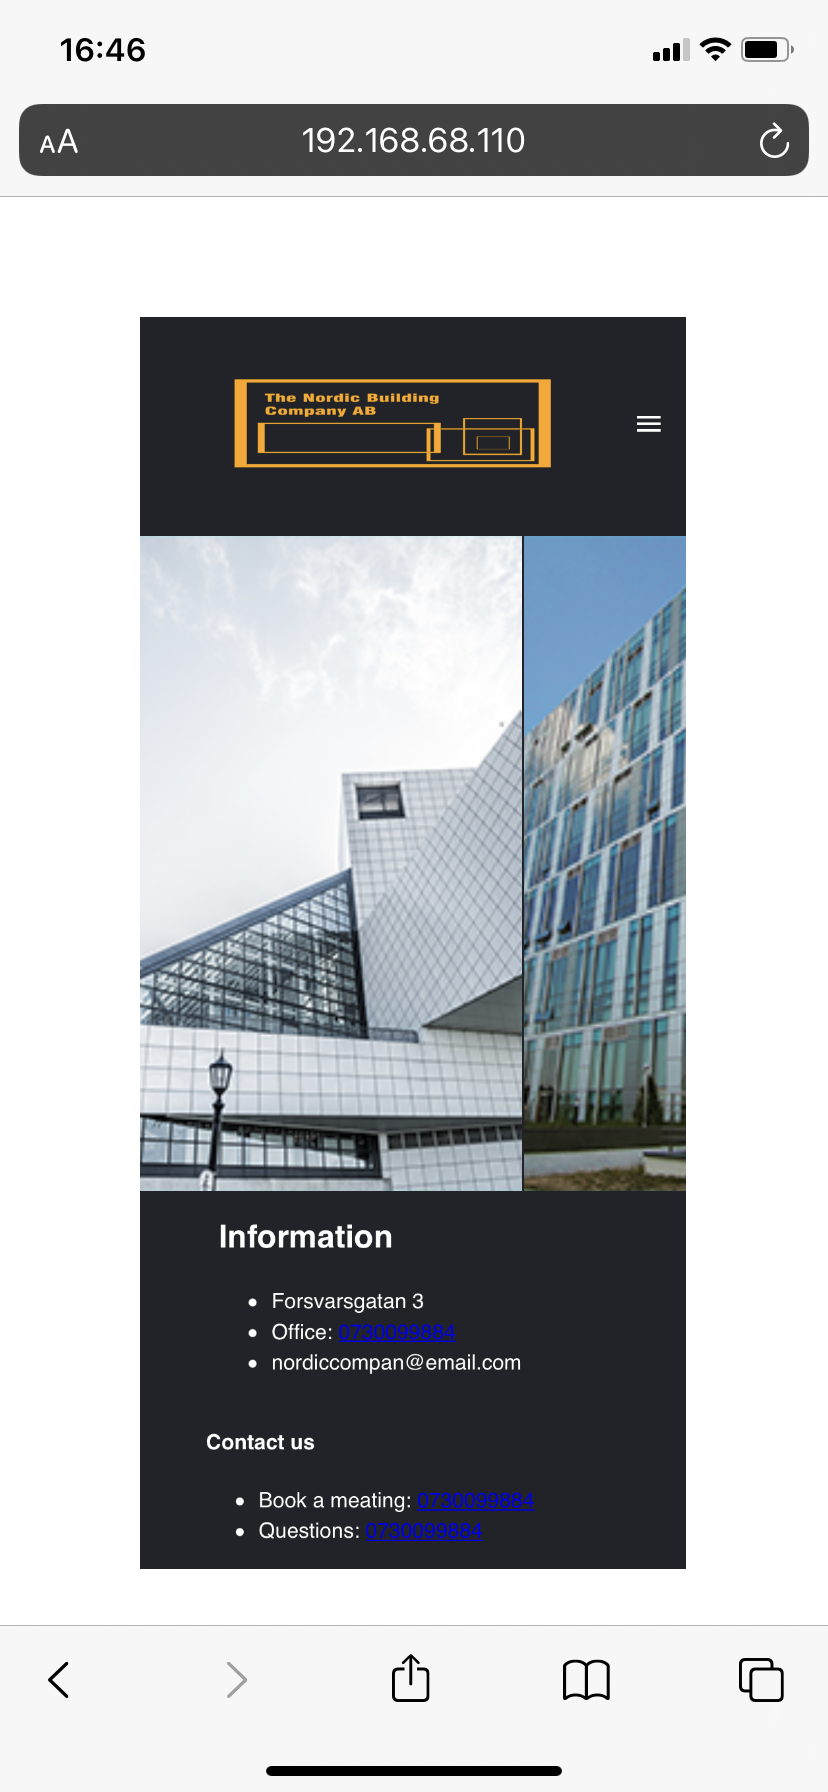 16:46
AA 192.168.68.110
The Nordic Building
Company AB
Information
Forsvarsgatan 3
Office: 0730099884
nordiccompan@email.com
Contact us
Book a meating: 0730099884
Questions: 0730099884